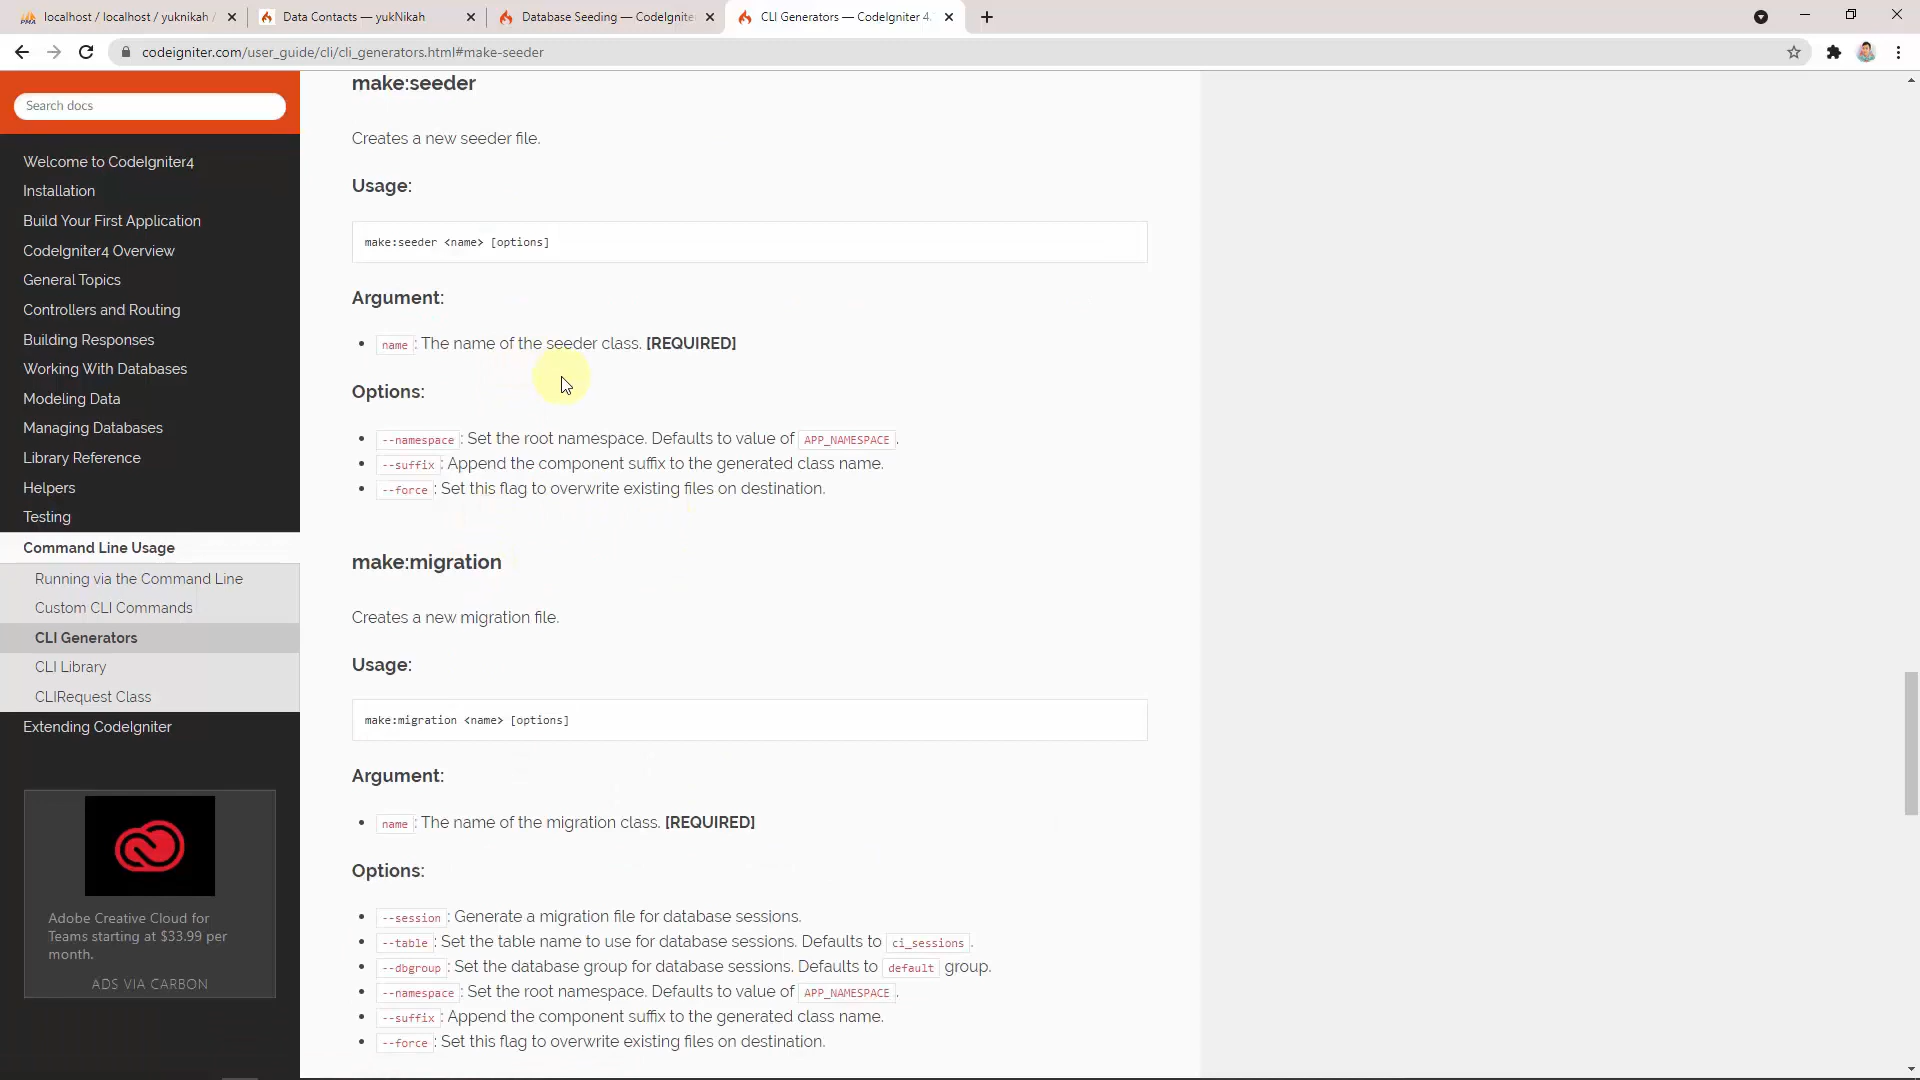 localhost / localhost / yuknikah /
Data Contacts — yukNikah
Database Seeding — CodeIgnite
CLI Generators — CodeIgniter 4
codeigniter.com/user_guide/cli/cli_generators.html#make-seeder
Search docs
Welcome to CodeIgniter4
Installation
Build Your First Application
CodeIgniter4 Overview
General Topics
Controllers and Routing
Building Responses
Working With Databases
Modeling Data
Managing Databases
Library Reference
Helpers
Testing
Command Line Usage
Running via the Command Line
Custom CLI Commands
CLI Generators
CLI Library
CLIRequest Class
Extending CodeIgniter
Adobe Creative Cloud for
Teams starting at $33.99 per
month.
ADS VIA CARBON
make:seeder
Creates a new seeder file.
Usage:
make:seeder <name> [options]
Argument:
name: The name of the seeder class. [REQUIRED]
Options:
--namespace: Set the root namespace. Defaults to value of APP_NAMESPACE.
--suffix: Append the component suffix to the generated class name.
--force: Set this flag to overwrite existing files on destination.
make:migration
Creates a new migration file.
Usage:
make:migration <name> [options]
Argument:
name: The name of the migration class. [REQUIRED]
Options:
--session: Generate a migration file for database sessions.
--table: Set the table name to use for database sessions. Defaults to ci_sessions.
--dbgroup: Set the database group for database sessions. Defaults to default group.
--namespace: Set the root namespace. Defaults to value of APP_NAMESPACE.
--suffix: Append the component suffix to the generated class name.
--force: Set this flag to overwrite existing files on destination.